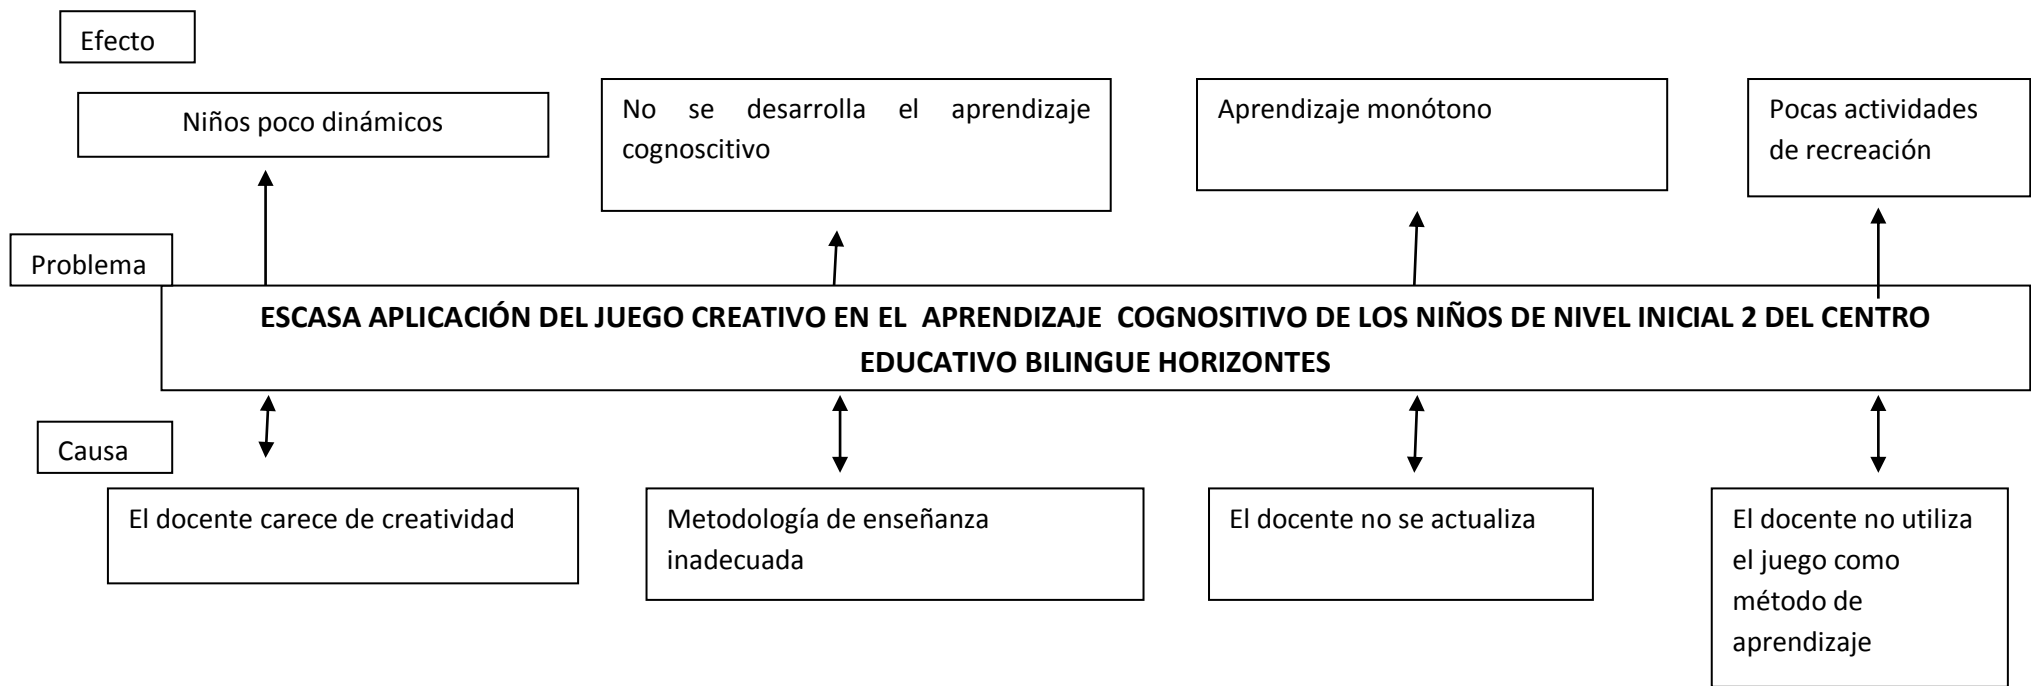 Efecto
Niños poco dinámicos
No se desarrolla el aprendizaje
cognoscitivo
Aprendizaje monótono
Pocas actividades
de recreación
Problema
ESCASA APLICACIÓN DEL JUEGO CREATIVO EN EL APRENDIZAJE COGNOSITIVO DE LOS NIÑOS DE NIVEL INICIAL 2 DEL CENTRO
EDUCATIVO BILINGUE HORIZONTES
Causa
El docente carece de creatividad
Metodología de enseñanza
inadecuada
El docente no se actualiza
El docente no utiliza
el juego como
método de
aprendizaje